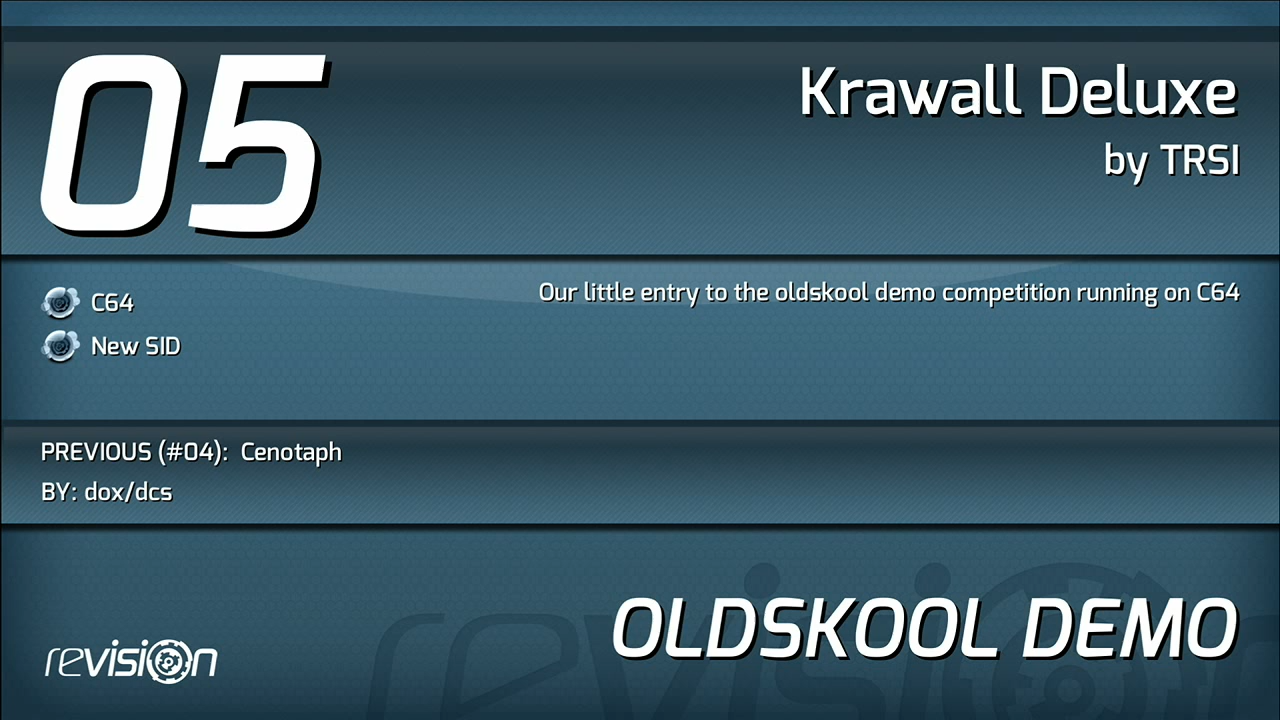 05
Krawall Deluxe
by TRSI
C64
New SID
Our little entry to the oldskool demo competition running on C64
PREVIOUS (#04): Cenotaph
BY: dox/dcs
OLDSKOOL DEMO
revision